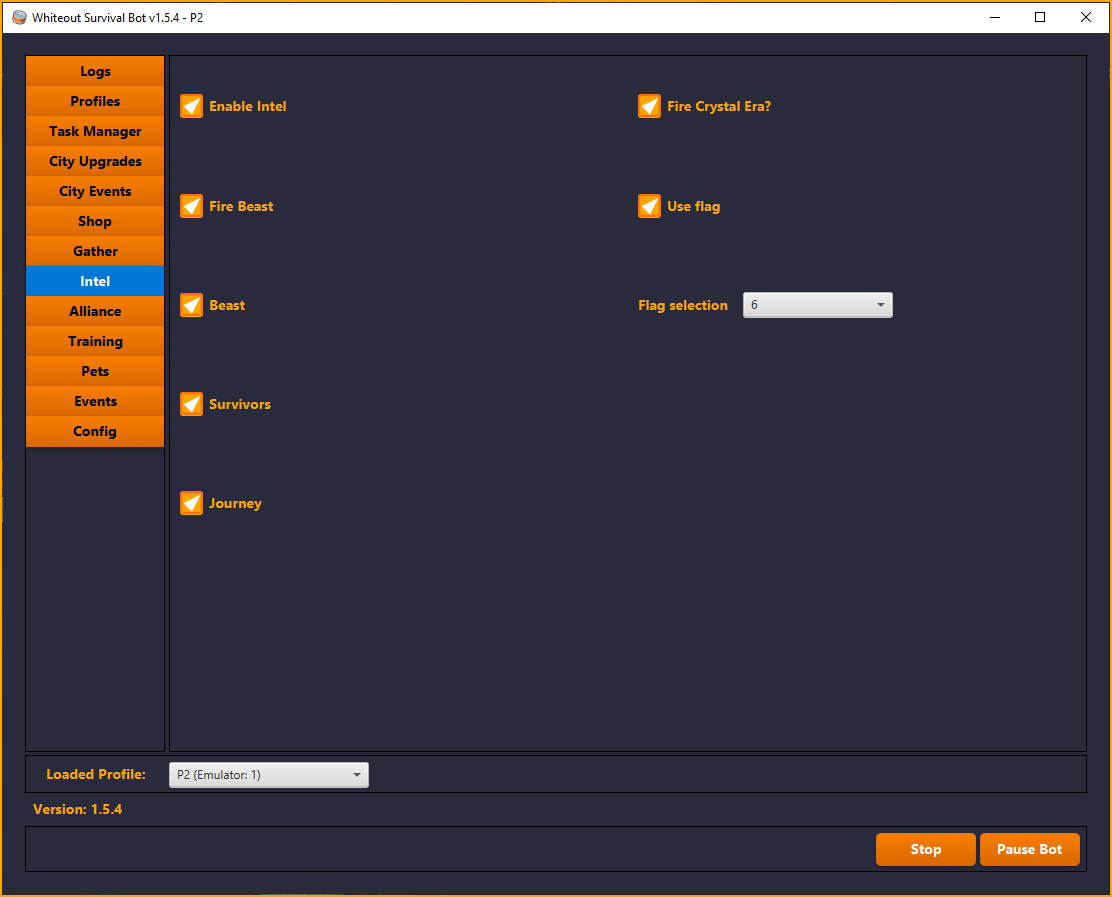 Whiteout Survival Bot v1.5.4 - P2
Logs
Profiles
Task Manager
City Upgrades
City Events
Shop
Gather
Intel
Alliance
Training
Pets
Events
Config
Enable Intel
Fire Crystal Era?
Fire Beast
Use flag
Beast
Flag selection 6
Survivors
Journey
Loaded Profile: P2 (Emulator: 1)
Version: 1.5.4
Stop Pause Bot